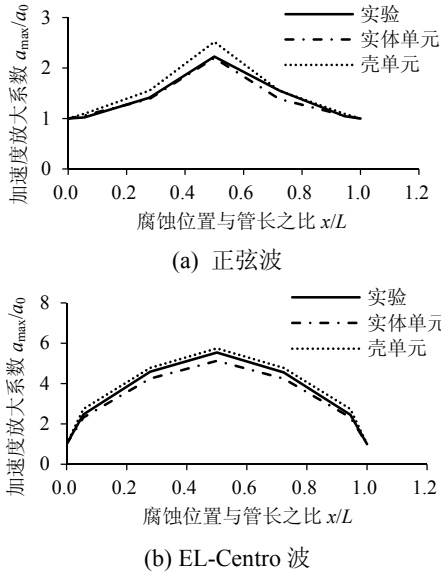 加速度放大系数 amax/a0
3
2
1
0
0.0 0.2 0.4 0.6 0.8 1.0 1.2
实验
实体单元
壳单元
腐蚀位置与管长之比 x/L
(a) 正弦波
加速度放大系数 amax/a0
8
6
4
2
0
0.0 0.2 0.4 0.6 0.8 1.0 1.2
实验
实体单元
壳单元
腐蚀位置与管长之比 x/L
(b) EL-Centro 波